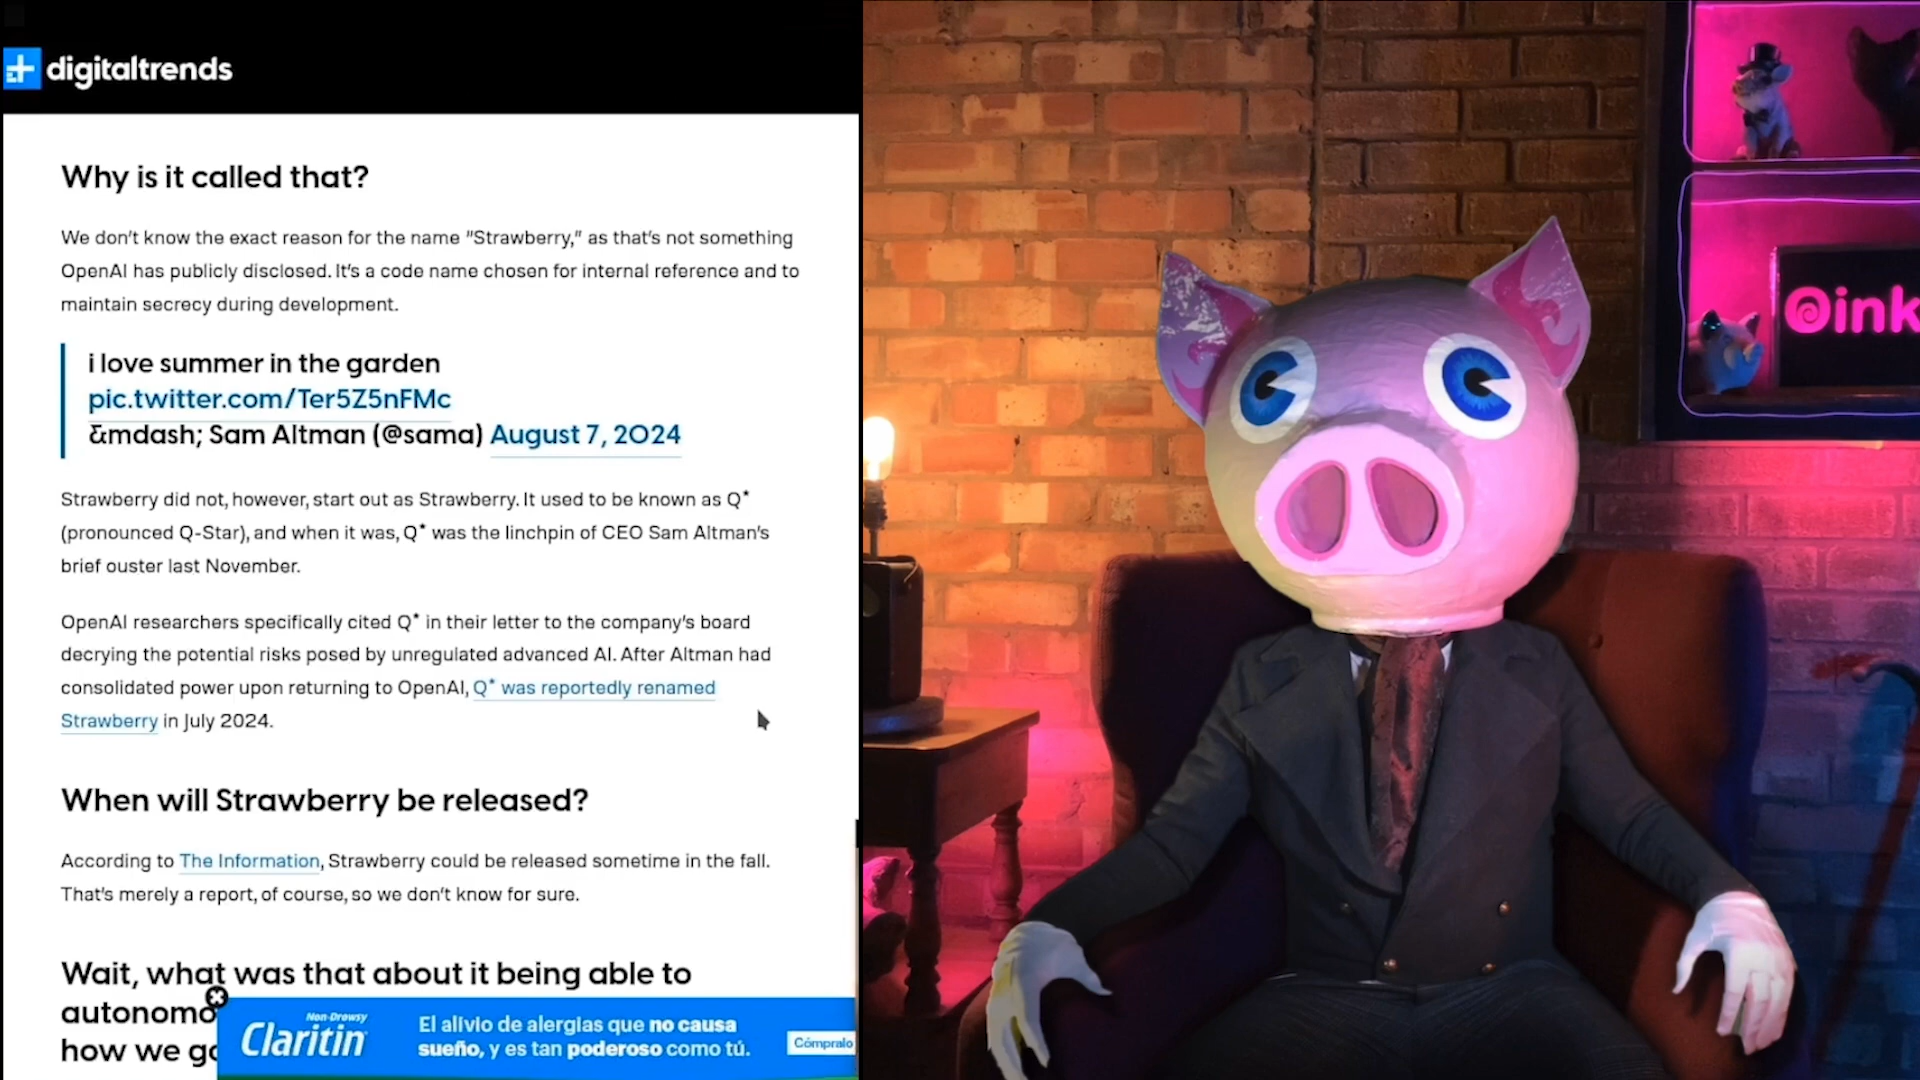 digitaltrends
Why is it called that?
We don't know the exact reason for the name "Strawberry," as that's not something
OpenAI has publicly disclosed. It's a code name chosen for internal reference and to
maintain secrecy during development.
i love summer in the garden
pic.twitter.com/Ter5Z5nFMc
&mdash; Sam Altman (@sama) August 7, 2024
Strawberry did not, however, start out as Strawberry. It used to be known as Q*
(pronounced Q-Star), and when it was, Q* was the linchpin of CEO Sam Altman's
brief ouster last November.
OpenAI researchers specifically cited Q* in their letter to the company's board
decrying the potential risks posed by unregulated advanced AI. After Altman had
consolidated power upon returning to OpenAI, Q* was reportedly renamed
Strawberry in July 2024.
When will Strawberry be released?
According to The Information, Strawberry could be released sometime in the fall.
That's merely a report, of course, so we don't know for sure.
Wait, what was that about it being able to
autonomo
how we g
Non-Drowsy
Claritin
El alivio de alergias que no causa
sueño, y es tan poderoso como tú.
Cómpralo
Oink